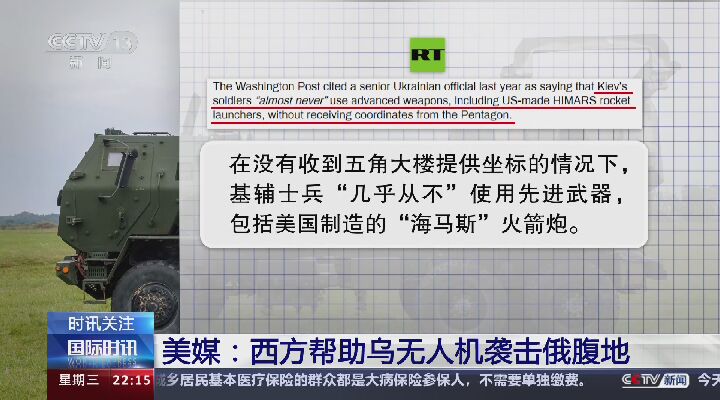 CCTV 13
新闻
RT
The Washington Post cited a senior Ukrainian official last year as saying that Kiev's
soldiers "almost never" use advanced weapons, including US-made HIMARS rocket
launchers, without receiving coordinates from the Pentagon.
在没有收到五角大楼提供坐标的情况下，
基辅士兵“几乎从不”使用先进武器，
包括美国制造的“海马斯”火箭炮。
时讯关注
国际时讯
美媒：西方帮助乌无人机袭击俄腹地
星期三 22:15
乡居民基本医疗保险的群众都是大病保险参保人，不需要单独缴费。
CCTV 新闻
今天